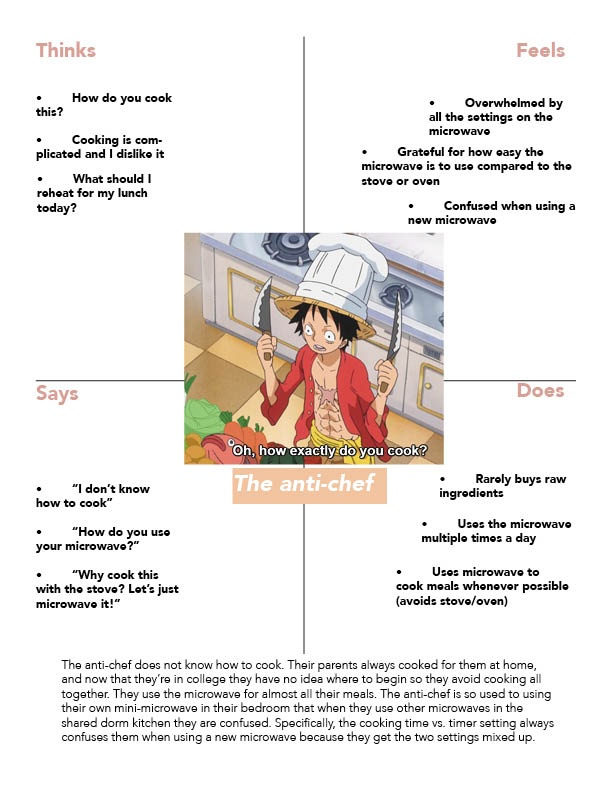 Thinks
•	How do you cook
this?
•	Cooking is com-
plicated and I dislike it
•	What should I
reheat for my lunch
today?
Feels
•	Overwhelmed by
all the settings on the
microwave
•	Grateful for how easy the
microwave is to use compared to the
stove or oven
•	Confused when using a
new microwave
Oh, how exactly do you cook?
The anti-chef
Says
•	“I don’t know
how to cook”
•	“How do you use
your microwave?”
•	“Why cook this
with the stove? Let’s just
microwave it!”
Does
•	Rarely buys raw
ingredients
•	Uses the microwave
multiple times a day
•	Uses microwave to
cook meals whenever possible
(avoids stove/oven)
The anti-chef does not know how to cook. Their parents always cooked for them at home,
and now that they’re in college they have no idea where to begin so they avoid cooking all
together. They use the microwave for almost all their meals. The anti-chef is so used to using
their own mini-microwave in their bedroom that when they use other microwaves in the
shared dorm kitchen they are confused. Specifically, the cooking time vs. timer setting always
confuses them when using a new microwave because they get the two settings mixed up.